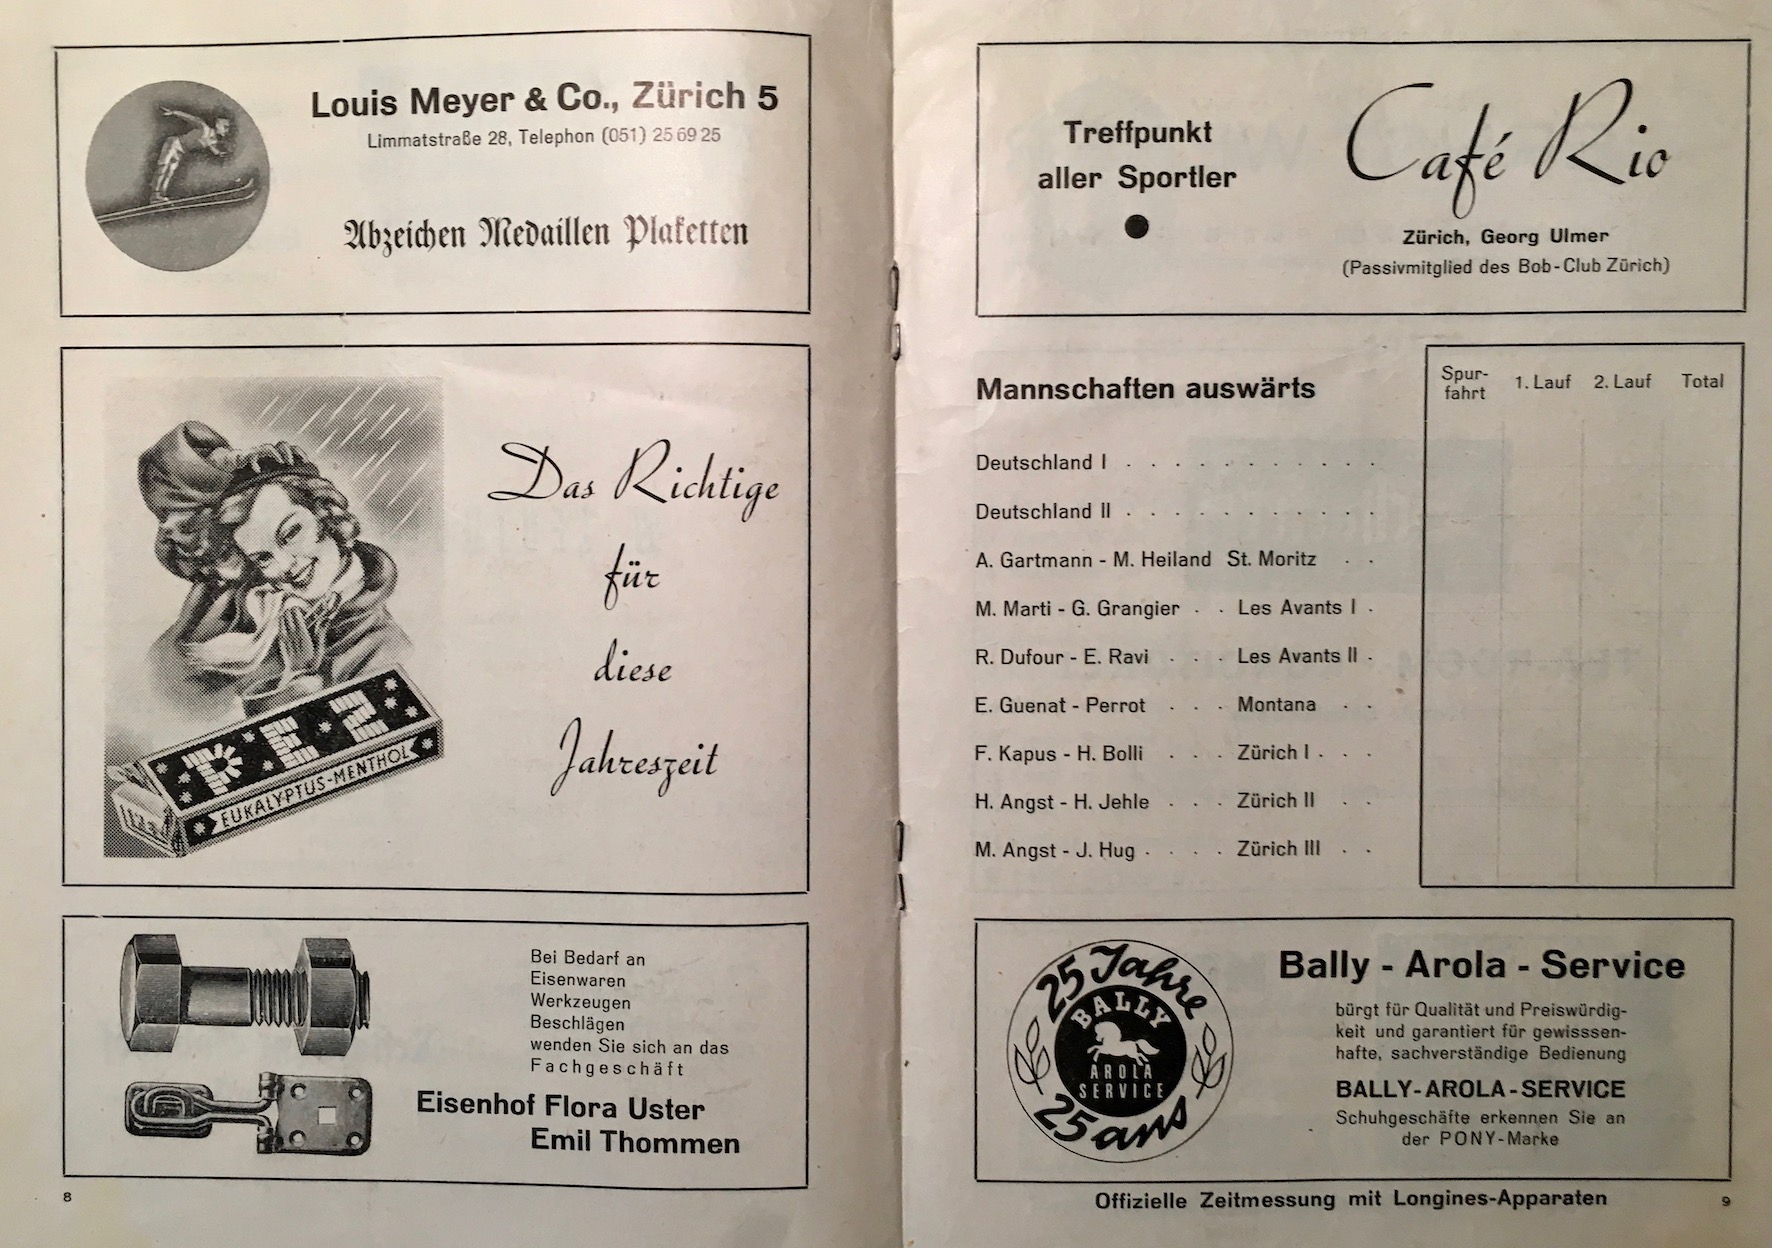 Louis Meyer & Co., Zürich 5
Limmatstraße 28, Telephon (051) 25 69 25
Abzeichen Medaillen Plaketten
Das Richtige
für
diese
Jahreszeit
PEZ
EUKALYPTUS-MENTHOL
Bei Bedarf an
Eisenwaren
Werkzeugen
Beschlägen
wenden Sie sich an das
Fachgeschäft
Eisenhof Flora Uster
Emil Thommen
8
Treffpunkt
aller Sportler
Café Rio
Zürich, Georg Ulmer
(Passivmitglied des Bob-Club Zürich)
Mannschaften auswärts
Spur-
fahrt 1. Lauf 2. Lauf Total
Deutschland I . . . . . . . . . . .
Deutschland II . . . . . . . . . . .
A. Gartmann - M. Heiland St. Moritz . .
M. Marti - G. Grangier . . Les Avants I .
R. Dufour - E. Ravi . . . Les Avants II .
E. Guenat - Perrot . . . Montana . .
F. Kapus - H. Bolli . . . Zürich I . . .
H. Angst - H. Jehle . . . Zürich II . .
M. Angst - J. Hug . . . . Zürich III . .
25 Jahre
BALLY
AROLA
SERVICE
25 ans
Bally - Arola - Service
bürgt für Qualität und Preiswürdig-
keit und garantiert für gewisssen-
hafte, sachverständige Bedienung
BALLY-AROLA-SERVICE
Schuhgeschäfte erkennen Sie an
der PONY-Marke
Offizielle Zeitmessung mit Longines-Apparaten
9